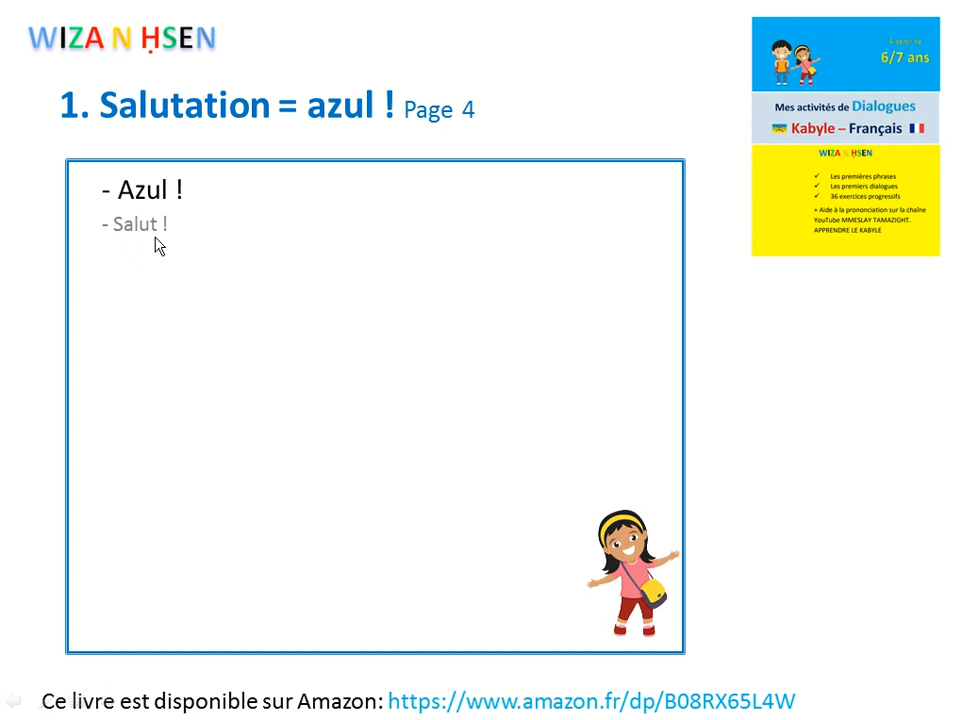 WIZA N ḤSEN
1. Salutation = azul ! Page 4
- Azul !
- Salut !
A partir de
6/7 ans
Mes activités de Dialogues
Kabyle – Français
WIZA N ḤSEN
✓ Les premières phrases
✓ Les premiers dialogues
✓ 36 exercices progressifs
+ Aide à la prononciation sur la chaîne
YouTube MMESLAY TAMAZIGHT.
APPRENDRE LE KABYLE
Ce livre est disponible sur Amazon: https://www.amazon.fr/dp/B08RX65L4W